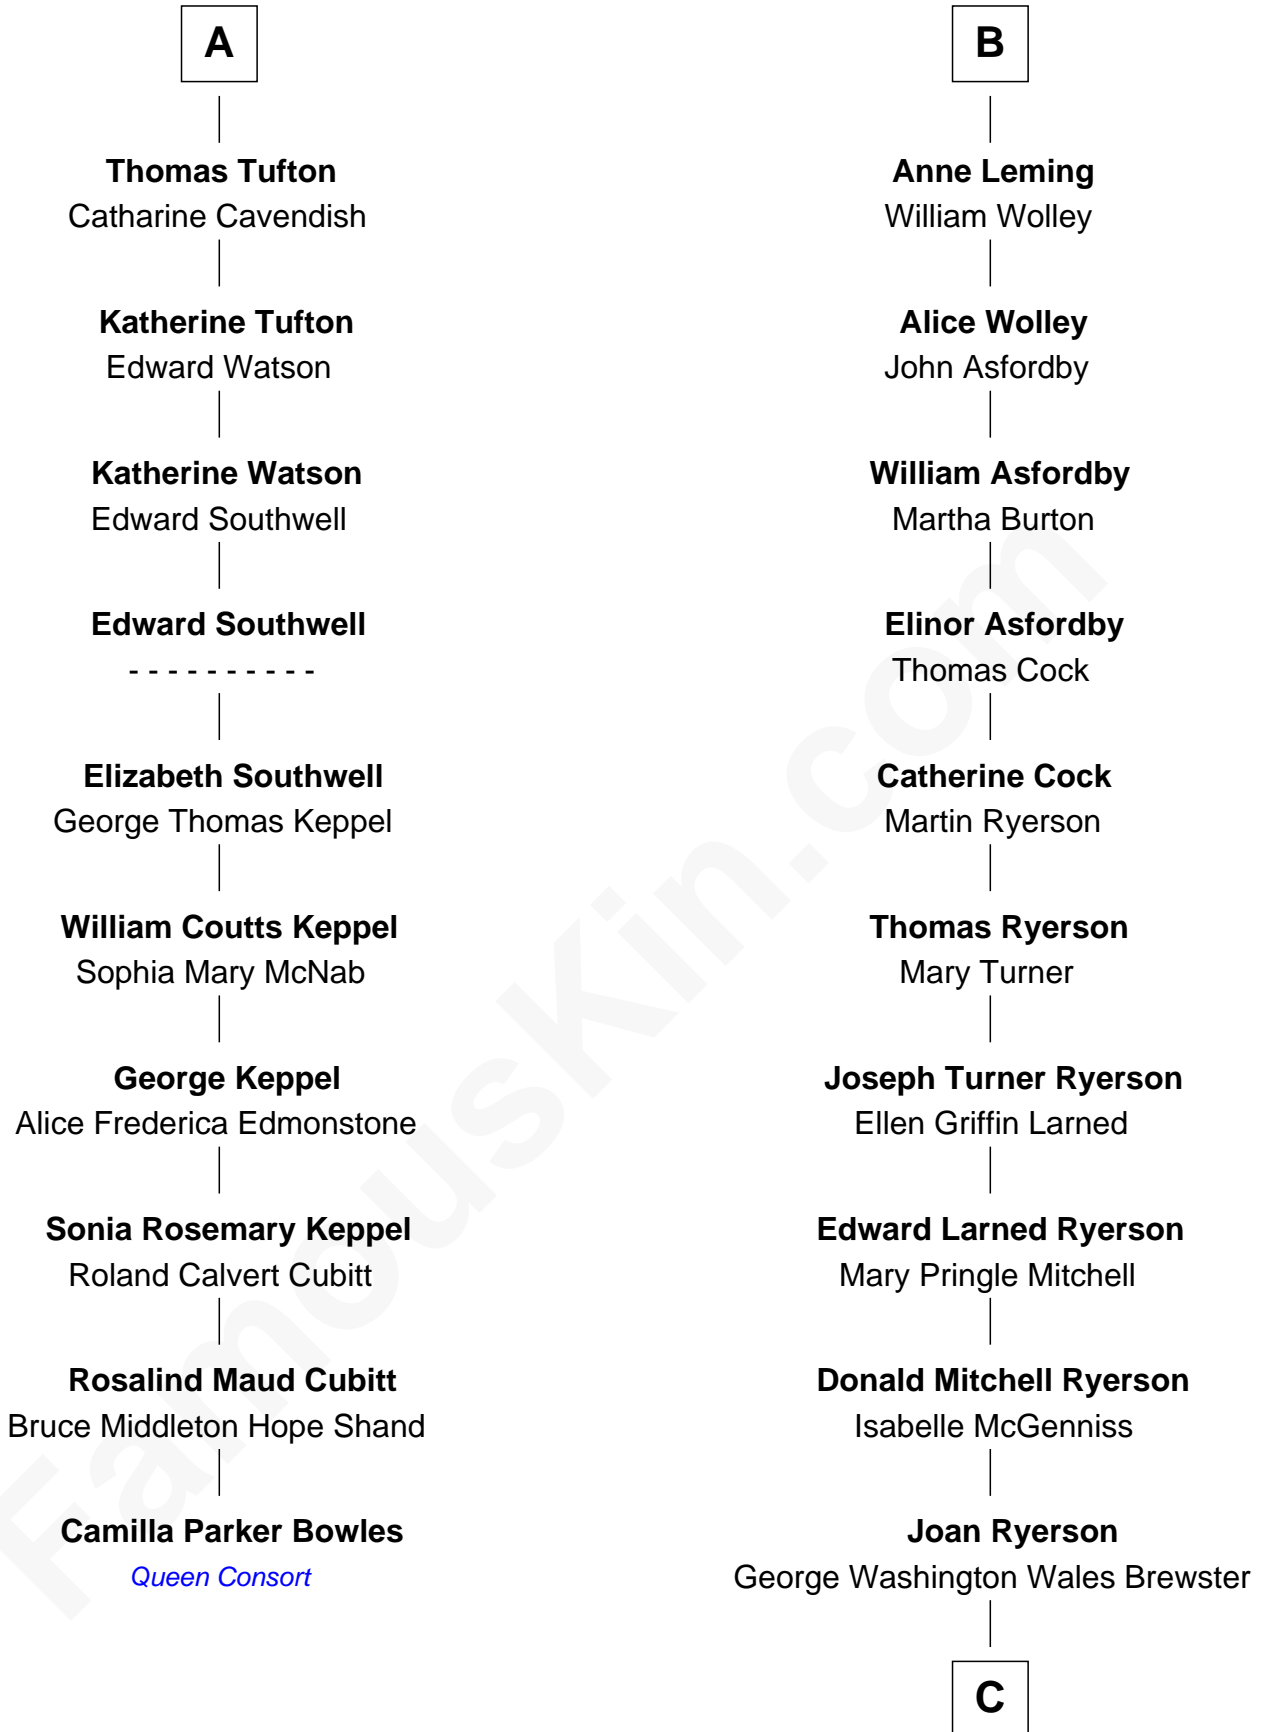 A
Thomas Tufton
Catharine Cavendish
Katherine Tufton
Edward Watson
Katherine Watson
Edward Southwell
Edward Southwell
- - - - - - - - - -
Elizabeth Southwell
George Thomas Keppel
William Coutts Keppel
Sophia Mary McNab
George Keppel
Alice Frederica Edmonstone
Sonia Rosemary Keppel
Roland Calvert Cubitt
Rosalind Maud Cubitt
Bruce Middleton Hope Shand
Camilla Parker Bowles
Queen Consort
B
Anne Leming
William Wolley
Alice Wolley
John Asfordby
William Asfordby
Martha Burton
Elinor Asfordby
Thomas Cock
Catherine Cock
Martin Ryerson
Thomas Ryerson
Mary Turner
Joseph Turner Ryerson
Ellen Griffin Larned
Edward Larned Ryerson
Mary Pringle Mitchell
Donald Mitchell Ryerson
Isabelle McGenniss
Joan Ryerson
George Washington Wales Brewster
C
FamousKin.com